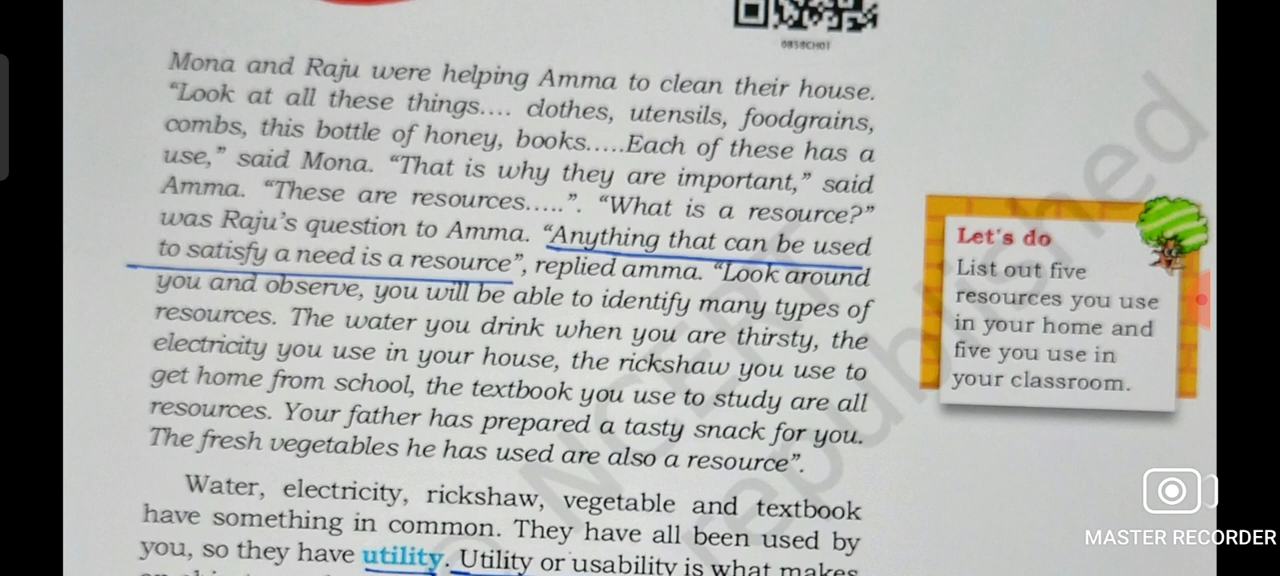 0858CH01
Mona and Raju were helping Amma to clean their house.
“Look at all these things.... clothes, utensils, foodgrains,
combs, this bottle of honey, books.....Each of these has a
use,” said Mona. “That is why they are important,” said
Amma. “These are resources.....”. “What is a resource?”
was Raju’s question to Amma. “Anything that can be used
to satisfy a need is a resource”, replied amma. “Look around
you and observe, you will be able to identify many types of
resources. The water you drink when you are thirsty, the
electricity you use in your house, the rickshaw you use to
get home from school, the textbook you use to study are all
resources. Your father has prepared a tasty snack for you.
The fresh vegetables he has used are also a resource”.
Water, electricity, rickshaw, vegetable and textbook
have something in common. They have all been used by
you, so they have utility. Utility or usability is what makes
Let's do
List out five
resources you use
in your home and
five you use in
your classroom.
© NCERT
republished
MASTER RECORDER